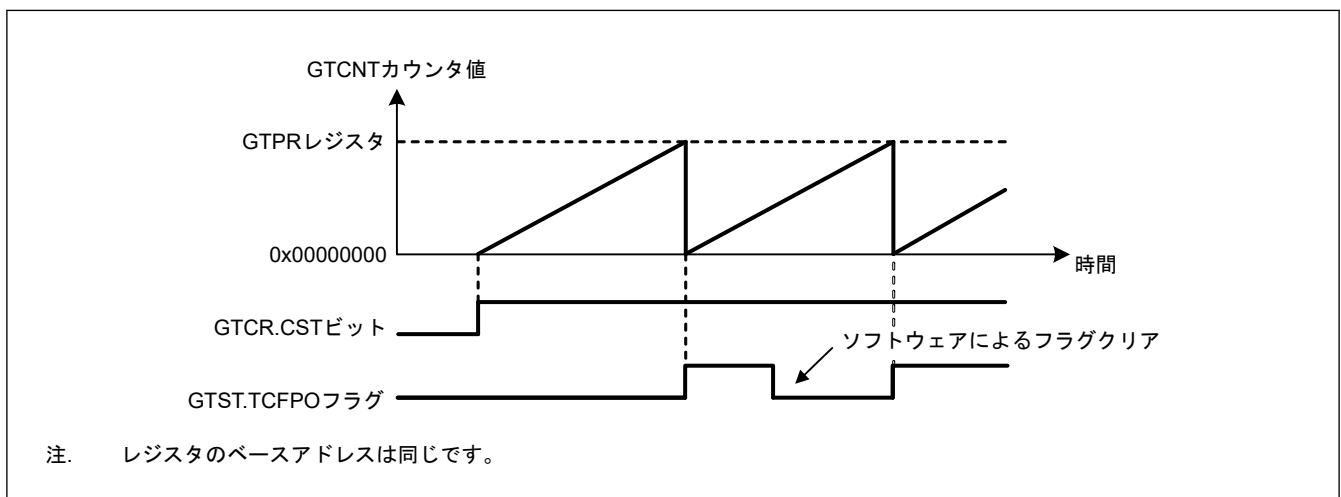 GTCNTカウンタ値
GTPRレジスタ
0x00000000
時間
GTCR.CSTビット
ソフトウェアによるフラグクリア
GTST.TCFPOフラグ
注. レジスタのベースアドレスは同じです。